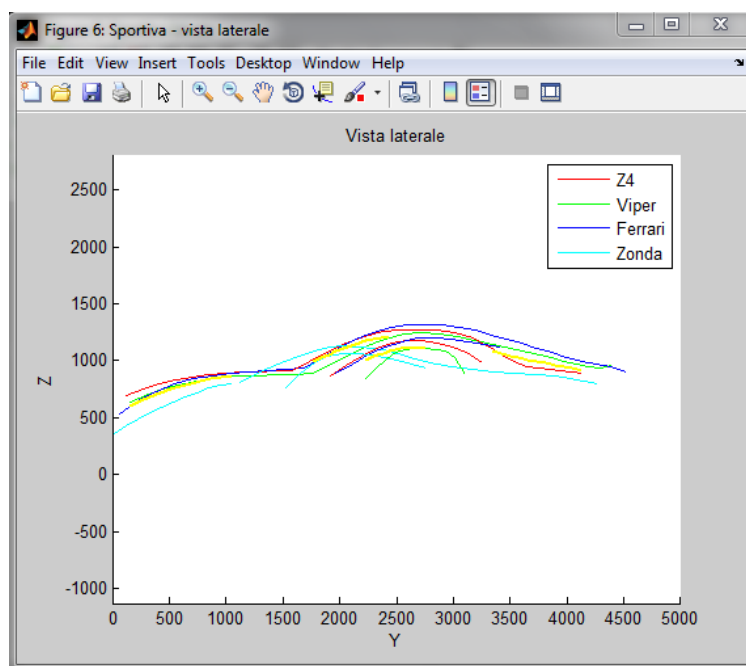 Figure 6: Sportiva - vista laterale
File Edit View Insert Tools Desktop Window Help
Vista laterale
Z4
Viper
Ferrari
Zonda
2500
2000
1500
1000
500
0
-500
-1000
Z
0 500 1000 1500 2000 2500 3000 3500 4000 4500 5000
Y